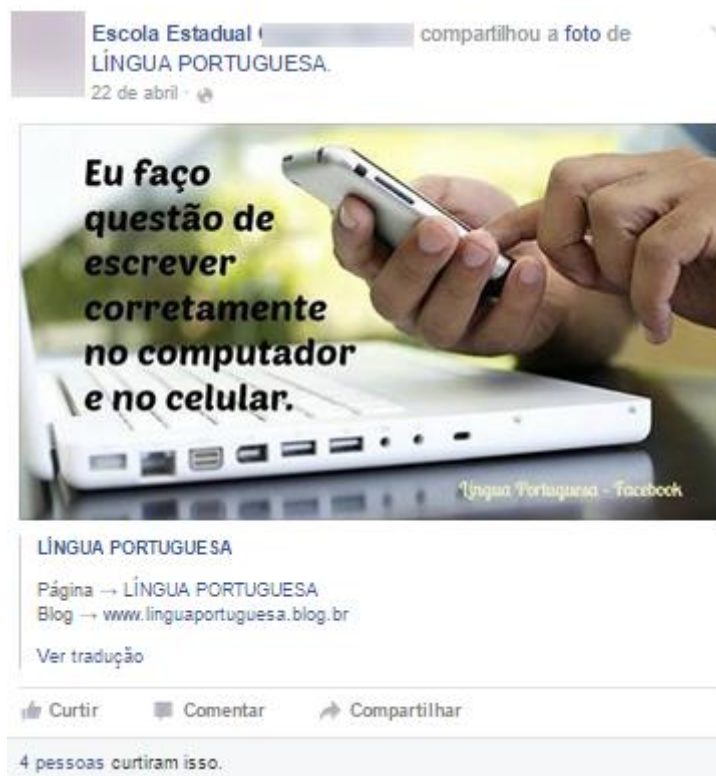 Escola Estadual compartilhou a foto de
LÍNGUA PORTUGUESA.
22 de abril ·
Eu faço
questão de
escrever
corretamente
no computador
e no celular.
Língua Portuguesa - Facebook
LÍNGUA PORTUGUESA
Página → LÍNGUA PORTUGUESA
Blog → www.linguaportuguesa.blog.br
Ver tradução
Curtir Comentar Compartilhar
4 pessoas curtiram isso.